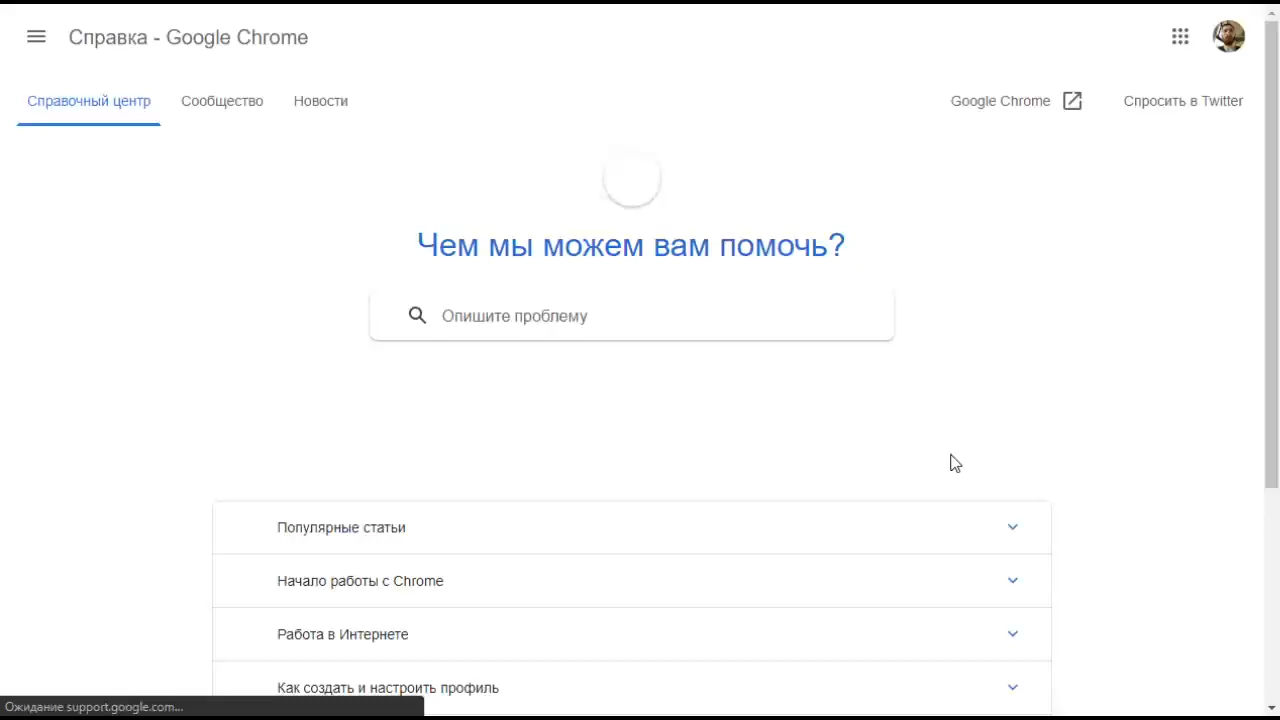 Справка - Google Chrome
Справочный центр Сообщество Новости Google Chrome Спросить в Twitter
Чем мы можем вам помочь?
Опишите проблему
Популярные статьи
Начало работы с Chrome
Работа в Интернете
Как создать и настроить профиль
Ожидание support.google.com...